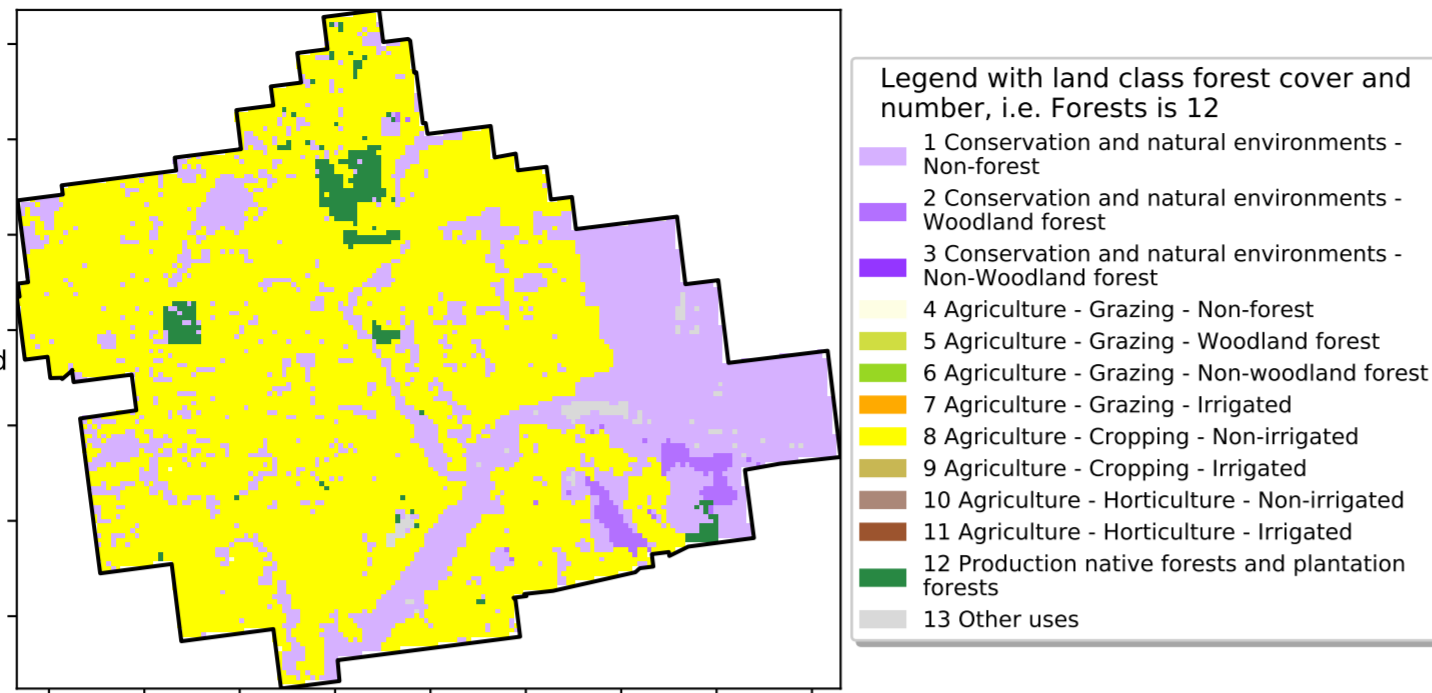 d
Legend with land class forest cover and
number, i.e. Forests is 12
1 Conservation and natural environments -
Non-forest
2 Conservation and natural environments -
Woodland forest
3 Conservation and natural environments -
Non-Woodland forest
4 Agriculture - Grazing - Non-forest
5 Agriculture - Grazing - Woodland forest
6 Agriculture - Grazing - Non-woodland forest
7 Agriculture - Grazing - Irrigated
8 Agriculture - Cropping - Non-irrigated
9 Agriculture - Cropping - Irrigated
10 Agriculture - Horticulture - Non-irrigated
11 Agriculture - Horticulture - Irrigated
12 Production native forests and plantation
forests
13 Other uses